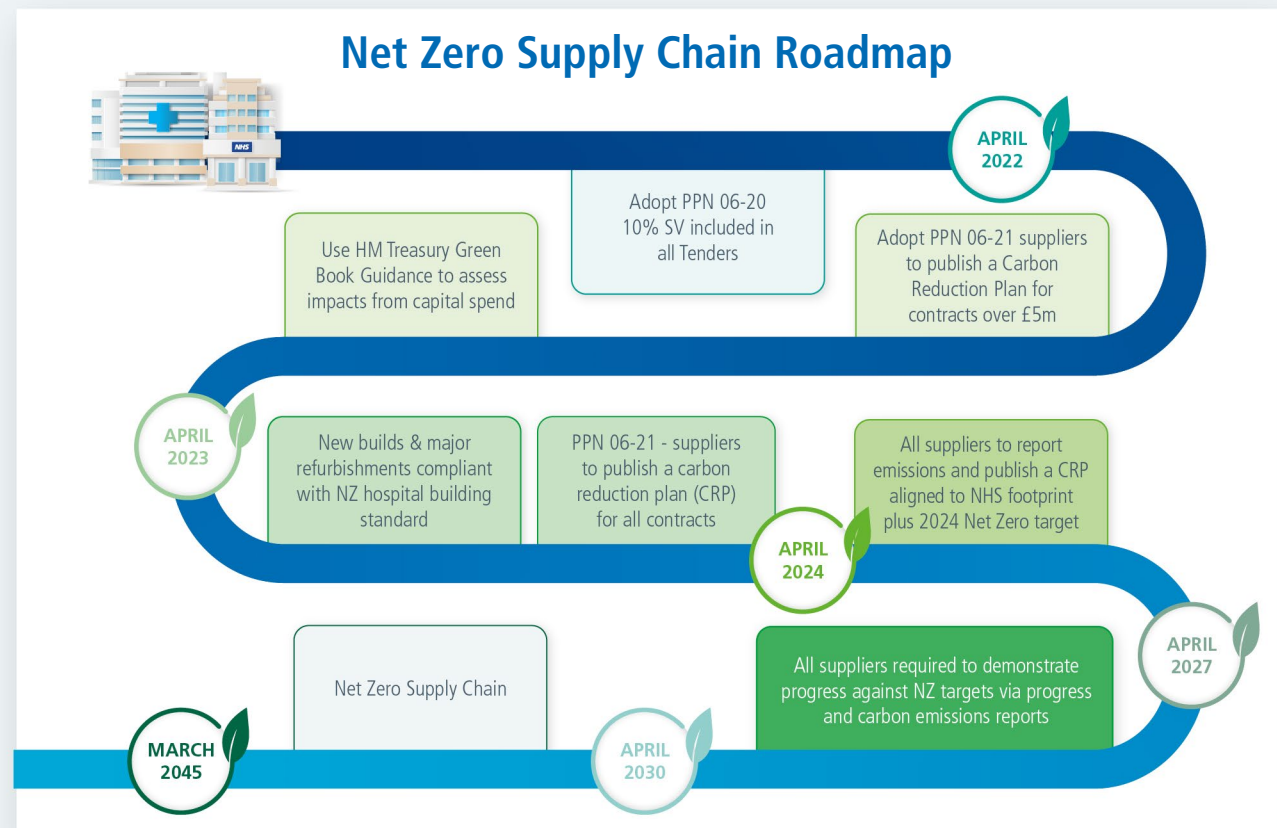 Net Zero Supply Chain Roadmap
NHS
APRIL
2022
Adopt PPN 06-20
10% SV included in
all Tenders
Use HM Treasury Green
Book Guidance to assess
impacts from capital spend
Adopt PPN 06-21 suppliers
to publish a Carbon
Reduction Plan for
contracts over £5m
APRIL
2023
New builds & major
refurbishments compliant
with NZ hospital building
standard
PPN 06-21 - suppliers
to publish a carbon
reduction plan (CRP)
for all contracts
APRIL
2024
All suppliers to report
emissions and publish a CRP
aligned to NHS footprint
plus 2024 Net Zero target
APRIL
2027
All suppliers required to demonstrate
progress against NZ targets via progress
and carbon emissions reports
APRIL
2030
Net Zero Supply Chain
MARCH
2045